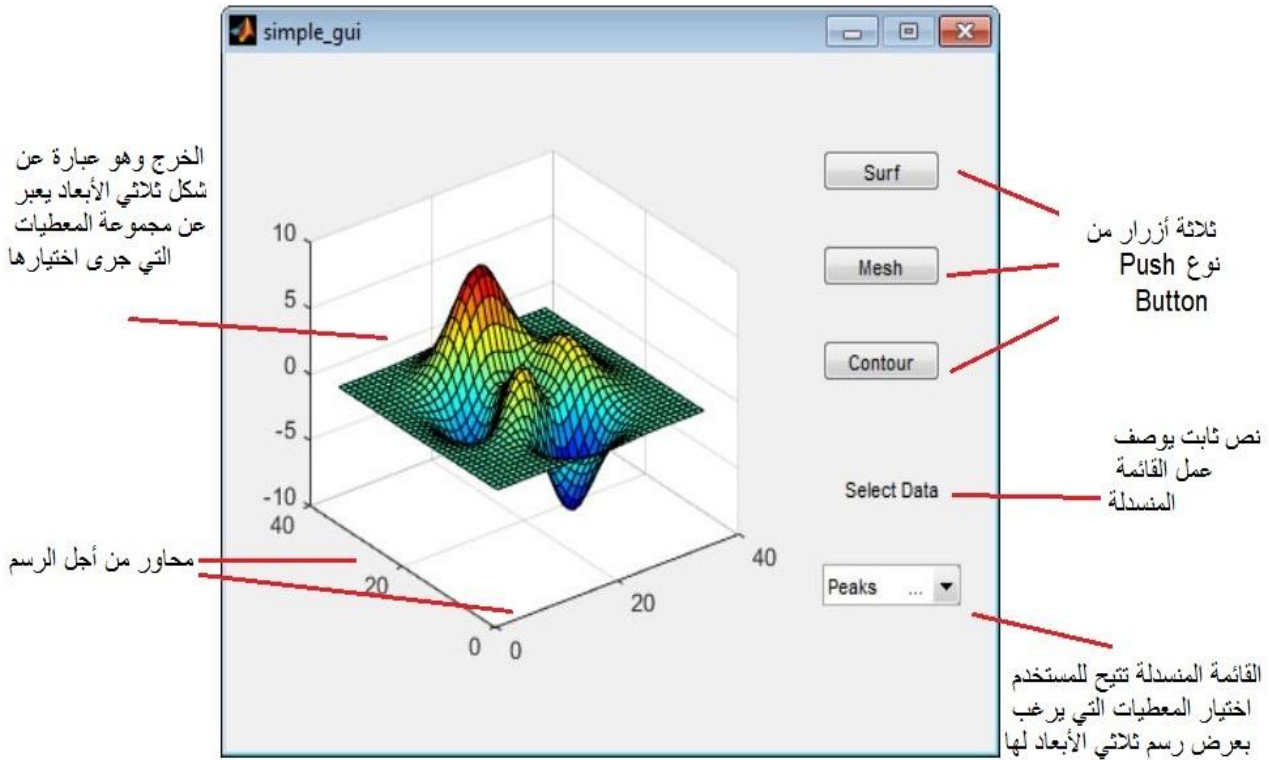 simple_gui
الخرج وهو عبارة عن
شكل ثلاثي الأبعاد يعبر
عن مجموعة المعطيات
التي جرى اختيارها
محاور من أجل الرسم
10
5
0
-5
-10
40
20
0
0
20
40
Surf
Mesh
Contour
Select Data
Peaks ...
ثلاثة أزرار من
نوع Push
Button
نص ثابت يوصف
عمل القائمة
المنسدلة
القائمة المنسدلة تتيح للمستخدم
اختيار المعطيات التي يرغب
بعرض رسم ثلاثي الأبعاد لها